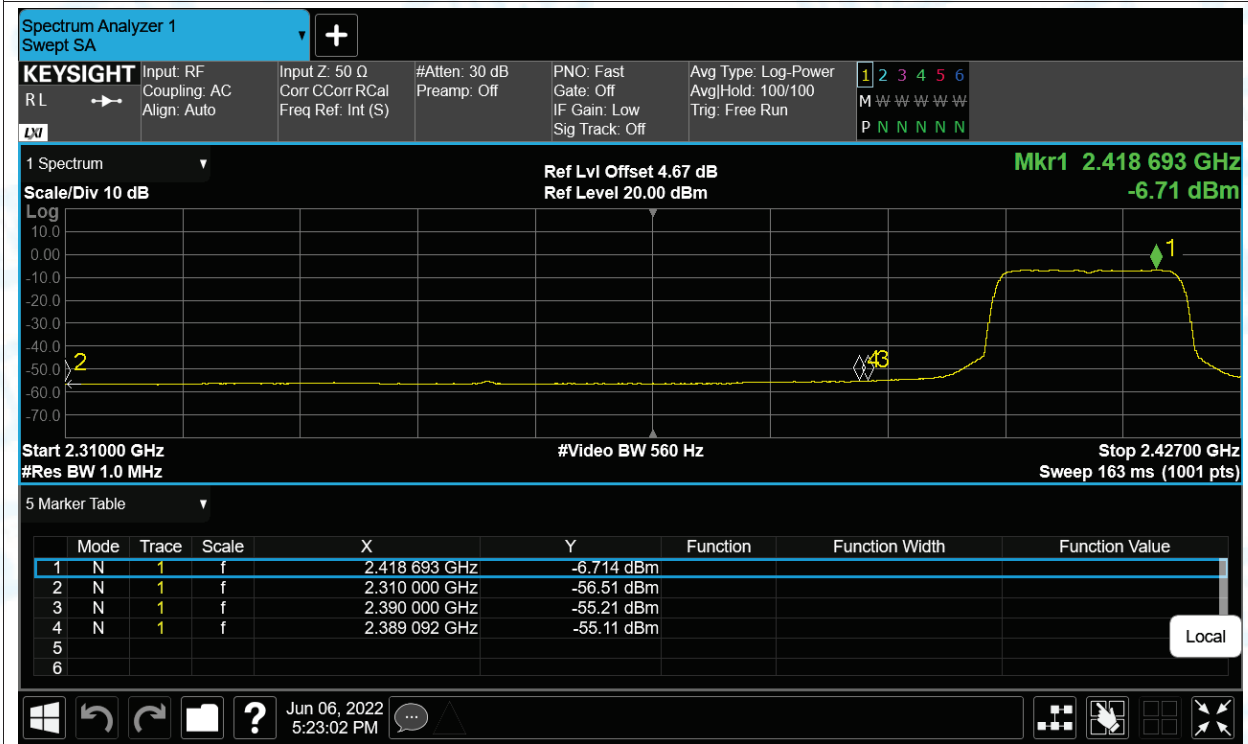 Spectrum Analyzer 1
Swept SA
▼
+
KEYSIGHT Input: RF Input Z: 50 Ω #Atten: 30 dB PNO: Fast Avg Type: Log-Power 1 2 3 4 5 6
R L Coupling: AC Corr CCorr RCal Preamp: Off Gate: Off Avg|Hold: 100/100 M W W W W W
Align: Auto Freq Ref: Int (S) IF Gain: Low Trig: Free Run
LXI Sig Track: Off P N N N N N
1 Spectrum ▼ Ref Lvl Offset 4.67 dB Mkr1 2.418 693 GHz
Scale/Div 10 dB Ref Level 20.00 dBm -6.71 dBm
Log
10.0
0.00 1
-10.0
-20.0
-30.0
-40.0
-50.0 2 4 3
-60.0
-70.0
Start 2.31000 GHz #Video BW 560 Hz Stop 2.42700 GHz
#Res BW 1.0 MHz Sweep 163 ms (1001 pts)
5 Marker Table ▼
Mode Trace Scale X Y Function Function Width Function Value
1 N 1 f 2.418 693 GHz -6.714 dBm
2 N 1 f 2.310 000 GHz -56.51 dBm
3 N 1 f 2.390 000 GHz -55.21 dBm
4 N 1 f 2.389 092 GHz -55.11 dBm
5
6
Local
? Jun 06, 2022
5:23:02 PM